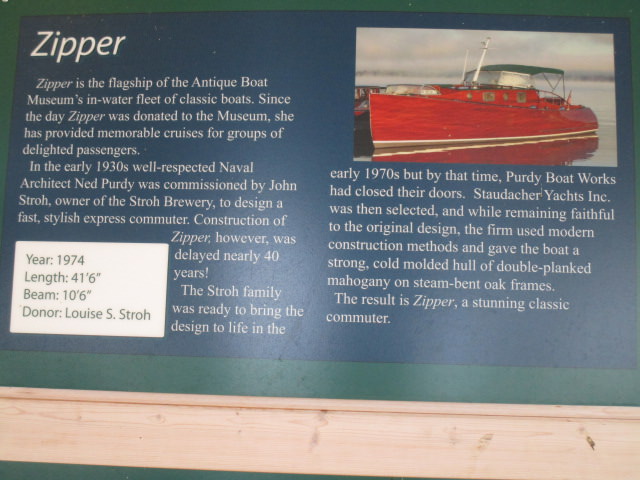 Zipper
Zipper is the flagship of the Antique Boat
Museum's in-water fleet of classic boats. Since
the day Zipper was donated to the Museum, she
has provided memorable cruises for groups of
delighted passengers.
In the early 1930s well-respected Naval
Architect Ned Purdy was commissioned by John
Stroh, owner of the Stroh Brewery, to design a
fast, stylish express commuter. Construction of
Zipper, however, was
delayed nearly 40
years!
The Stroh family
was ready to bring the
design to life in the
Year: 1974
Length: 41'6"
Beam: 10'6"
Donor: Louise S. Stroh
early 1970s but by that time, Purdy Boat Works
had closed their doors. Staudacher Yachts Inc.
was then selected, and while remaining faithful
to the original design, the firm used modern
construction methods and gave the boat a
strong, cold molded hull of double-planked
mahogany on steam-bent oak frames.
The result is Zipper, a stunning classic
commuter.